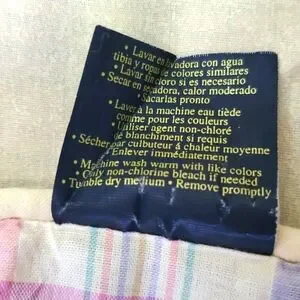 • Lavar en lavadora con agua
tibia y ropas de colores similares
• Lavar sin cloro si es necesario
• Secar en secadora, calor moderado
• Sacarlas pronto
• Laver à la machine eau tiède
comme pour les couleurs
• Utiliser agent non-chloré
de blanchiment si requis
• Sécher par culbuteur à chaleur moyenne
• Enlever immédiatement
• Machine wash warm with like colors
• Only non-chlorine bleach if needed
• Tumble dry medium • Remove promptly